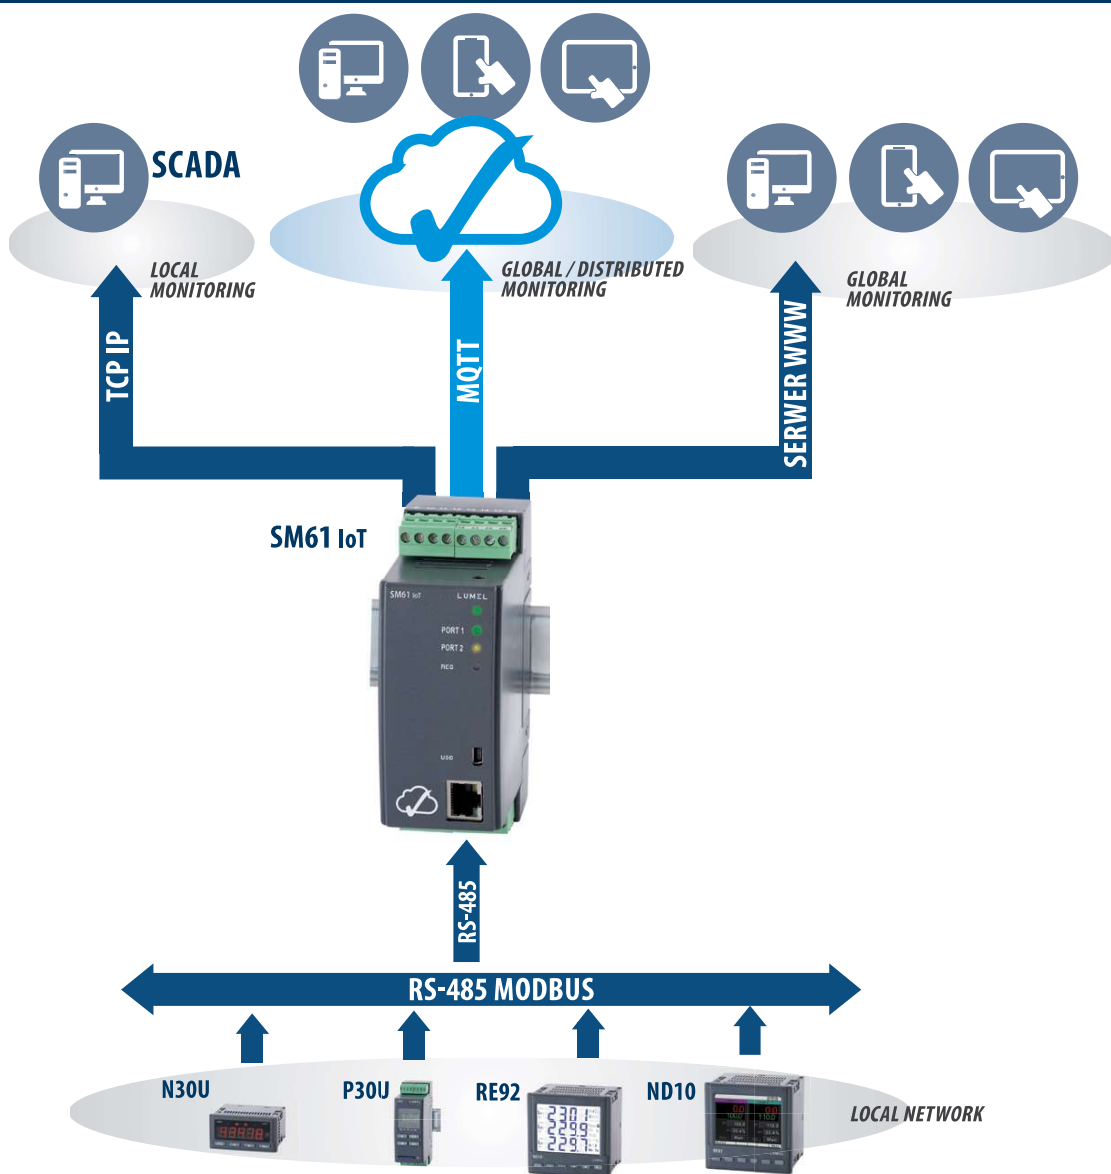 SCADA
LOCAL
MONITORING
GLOBAL / DISTRIBUTED
MONITORING
GLOBAL
MONITORING
TCP IP
MQTT
SERWER WWW
SM61 IoT
SM61 IoT LUMEL
PORT 1
PORT 2
USB
RS-485
RS-485 MODBUS
N30U
P30U
RE92
ND10
LOCAL NETWORK